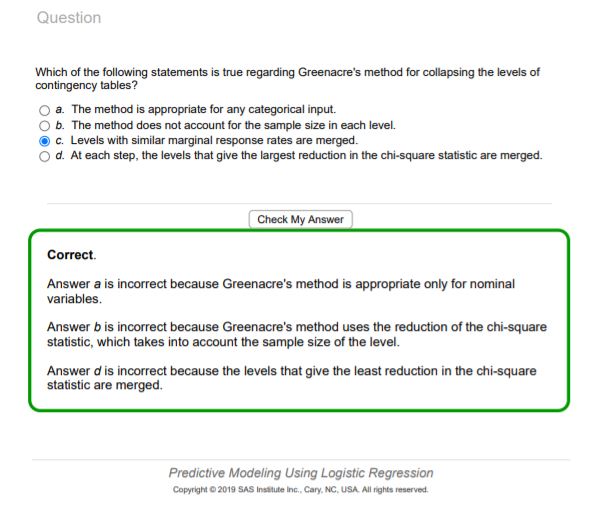 Question
Which of the following statements is true regarding Greenacre's method for collapsing the levels of
contingency tables?
a. The method is appropriate for any categorical input.
b. The method does not account for the sample size in each level.
c. Levels with similar marginal response rates are merged.
d. At each step, the levels that give the largest reduction in the chi-square statistic are merged.
Check My Answer
Correct.
Answer a is incorrect because Greenacre's method is appropriate only for nominal
variables.
Answer b is incorrect because Greenacre's method uses the reduction of the chi-square
statistic, which takes into account the sample size of the level.
Answer d is incorrect because the levels that give the least reduction in the chi-square
statistic are merged.
Predictive Modeling Using Logistic Regression
Copyright © 2019 SAS Institute Inc., Cary, NC, USA. All rights reserved.